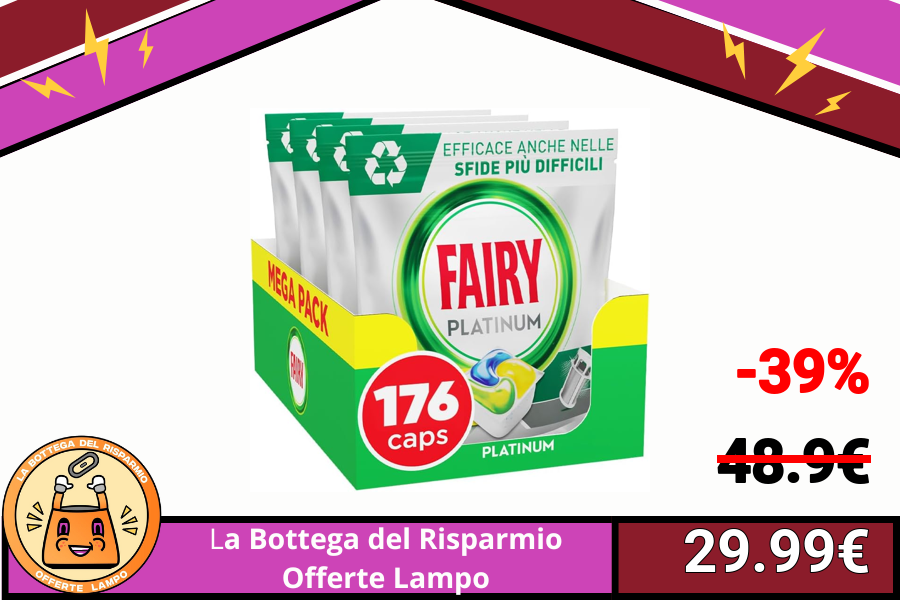 EFFICACE ANCHE NELLE
SFIDE PIÙ DIFFICILI
FAIRY
PLATINUM
MEGA PACK
FAIRY
176
caps
PLATINUM
-39%
48.9€
29.99€
LA BOTTEGA DEL RISPARMIO
OFFERTE LAMPO
La Bottega del Risparmio
Offerte Lampo